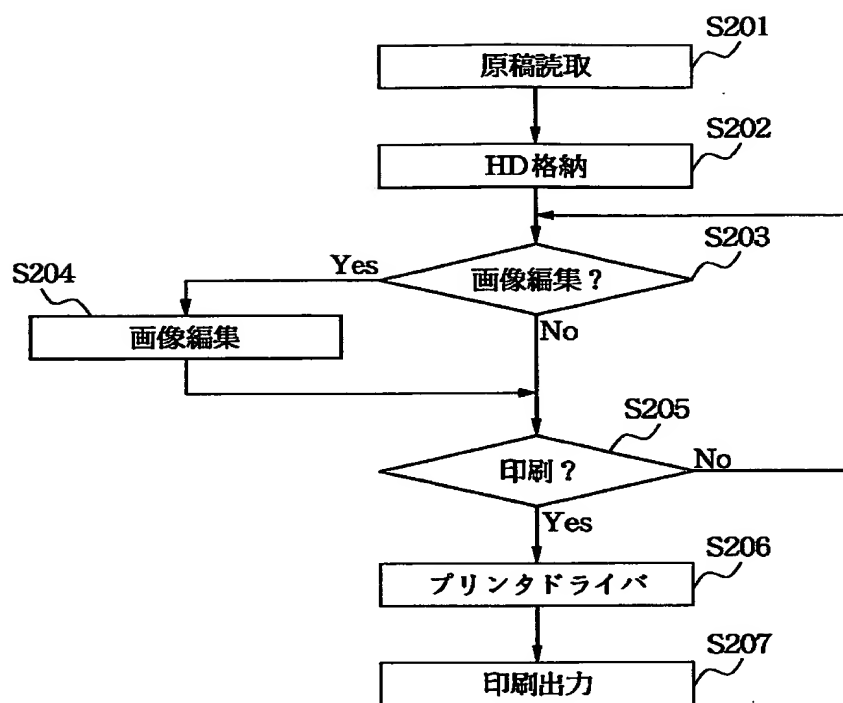 S201
原稿読取
S202
HD格納
S203
画像編集？
Yes
No
S204
画像編集
S205
印刷？
No
Yes
S206
プリンタドライバ
S207
印刷出力